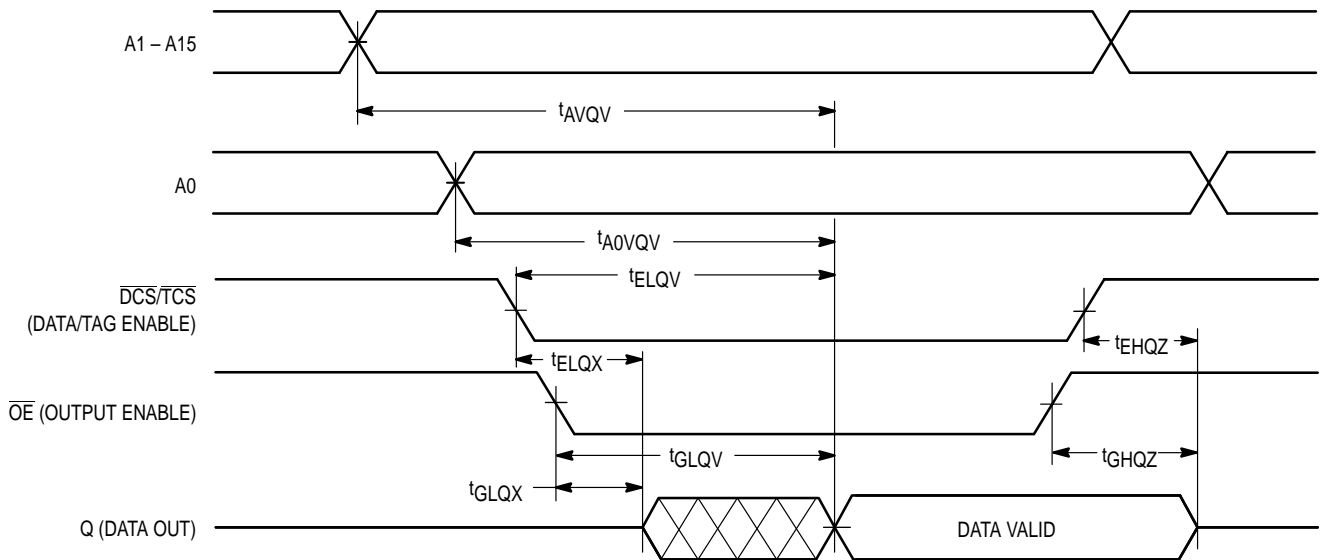 A1 – A15
tAVQV
A0
tA0VQV
tELQV
DCS/TCS
(DATA/TAG ENABLE)
tEHQZ
tELQX
OE (OUTPUT ENABLE)
tGLQV
tGHQZ
tGLQX
Q (DATA OUT)
DATA VALID